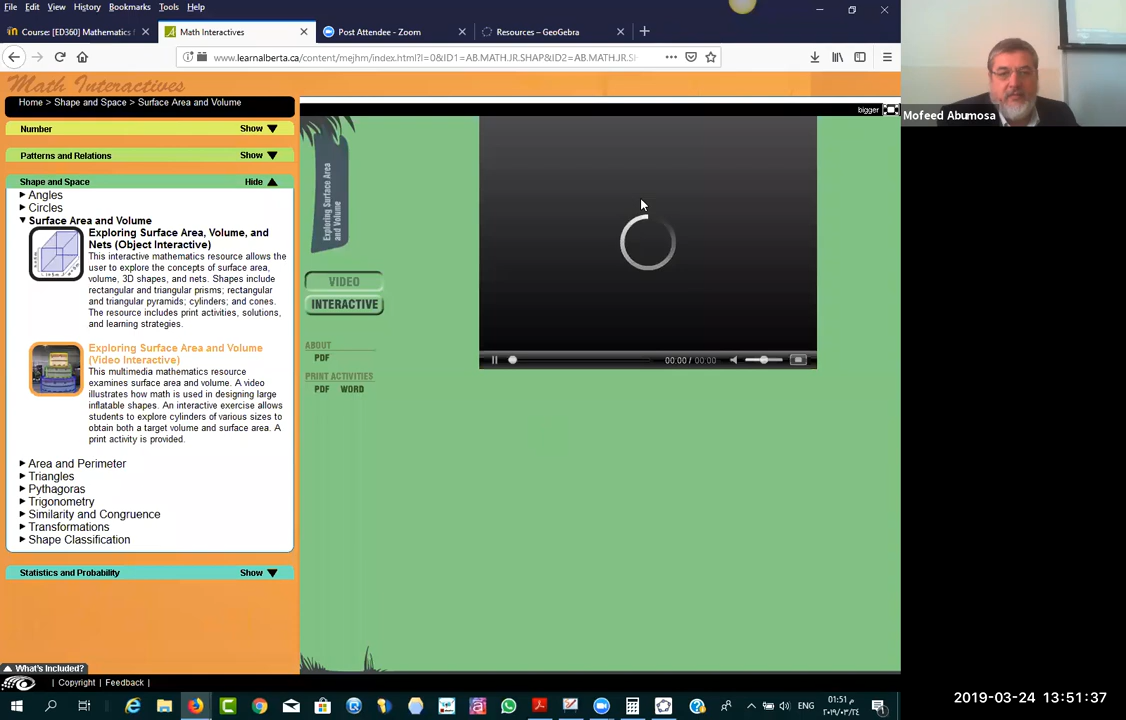 File Edit View History Bookmarks Tools Help
Course: [ED360] Mathematics f
Math Interactives
Post Attendee - Zoom
Resources – GeoGebra
www.learnalberta.ca/content/mejhm/index.html?l=0&ID1=AB.MATH.JR.SHAP&ID2=AB.MATH.JR.SH
Math Interactives
Home > Shape and Space > Surface Area and Volume
bigger
Number Show
Patterns and Relations Show
Shape and Space Hide
Angles
Circles
Surface Area and Volume
Exploring Surface Area, Volume, and
Nets (Object Interactive)
This interactive mathematics resource allows the
user to explore the concepts of surface area,
volume, 3D shapes, and nets. Shapes include
rectangular and triangular prisms; rectangular
and triangular pyramids; cylinders; and cones.
The resource includes print activities, solutions,
and learning strategies.
Exploring Surface Area and Volume
(Video Interactive)
This multimedia mathematics resource
examines surface area and volume. A video
illustrates how math is used in designing large
inflatable shapes. An interactive exercise allows
students to explore cylinders of various sizes to
obtain both a target volume and surface area. A
print activity is provided.
Area and Perimeter
Triangles
Pythagoras
Trigonometry
Similarity and Congruence
Transformations
Shape Classification
Statistics and Probability Show
What's Included?
Copyright | Feedback |
Exploring Surface Area
and Volume
VIDEO
INTERACTIVE
ABOUT
PDF
PRINT ACTIVITIES
PDF WORD
00:00 / 00:00
Mofeed Abumosa
ENG
01:51 م
٢٠١٩/٠٣/٢٤
2019-03-24 13:51:37